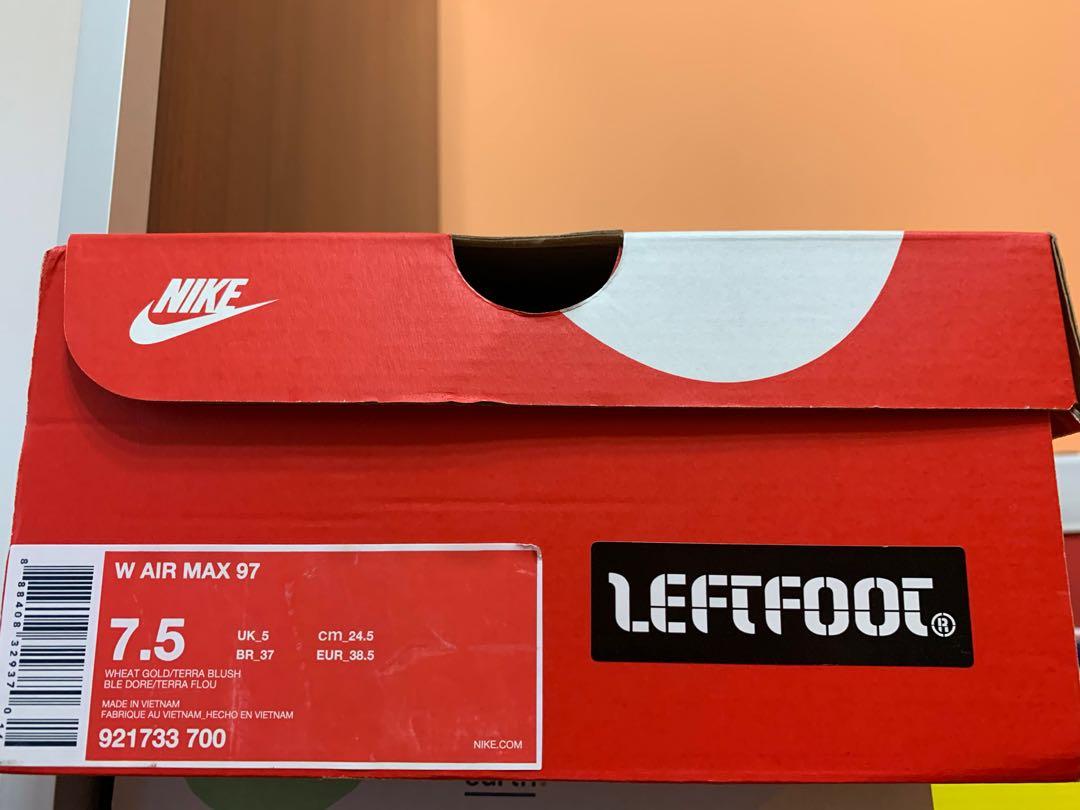 NIKE
W AIR MAX 97
7.5
UK_5 cm_24.5
BR_37 EUR_38.5
WHEAT GOLD/TERRA BLUSH
BLE DORE/TERRA FLOU
MADE IN VIETNAM
FABRIQUE AU VIETNAM_HECHO EN VIETNAM
921733 700
NIKE.COM
LEFTFOOT®